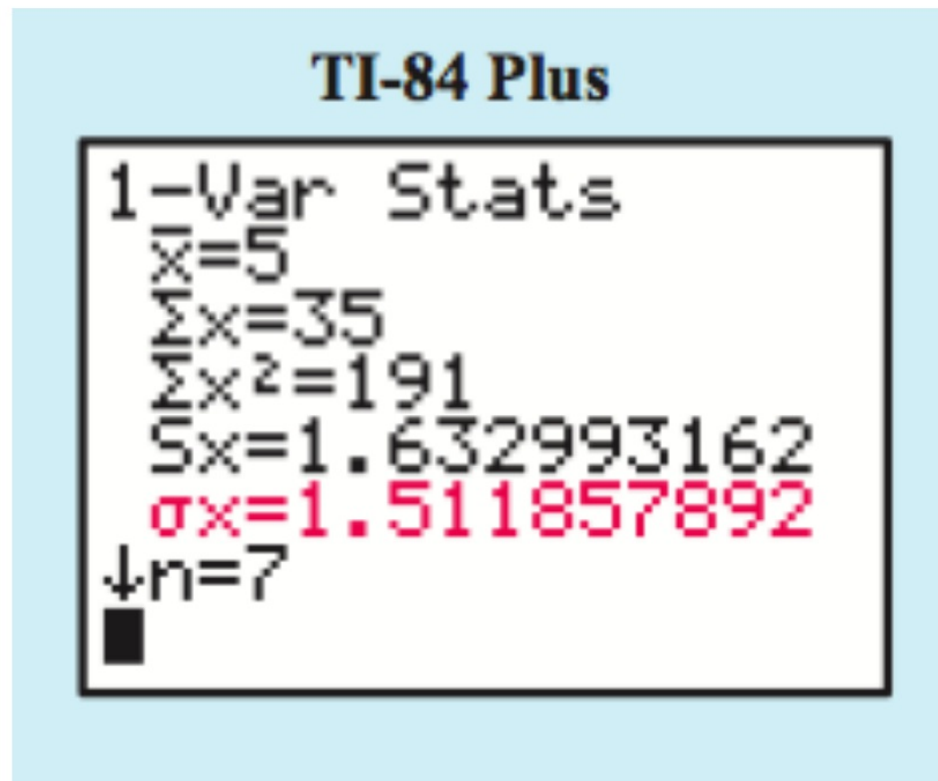 TI-84 Plus
1-Var Stats
x̄=5
Σx=35
Σx²=191
Sx=1.632993162
σx=1.511857892
↓n=7